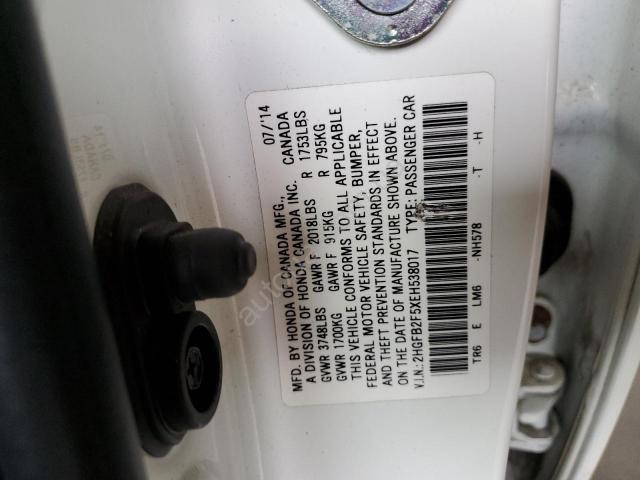 MFD. BY HONDA OF CANADA MFG., 07/'14
A DIVISION OF HONDA CANADA INC. CANADA
GVWR 3748LBS GAWR F 2018LBS R 1753LBS
GVWR 1700KG GAWR F 915KG R 795KG
THIS VEHICLE CONFORMS TO ALL APPLICABLE
FEDERAL MOTOR VEHICLE SAFETY, BUMPER,
AND THEFT PREVENTION STANDARDS IN EFFECT
ON THE DATE OF MANUFACTURE SHOWN ABOVE.
V.I.N.: 2HGFB2F5XEH538017 TYPE: PASSENGER CAR
TR6 E LM6 -NH578 -T -H